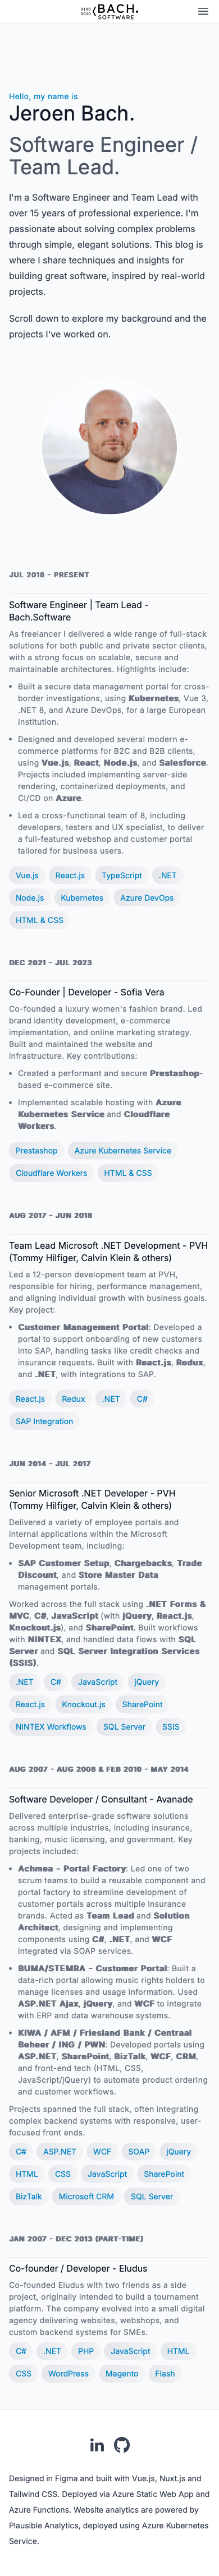 0100
0010
BACH.
SOFTWARE
Hello, my name is
Jeroen Bach.
Software Engineer /
Team Lead.
I'm a Software Engineer and Team Lead with
over 15 years of professional experience. I'm
passionate about solving complex problems
through simple, elegant solutions. This blog is
where I share techniques and insights for
building great software, inspired by real-world
projects.
Scroll down to explore my background and the
projects I've worked on.
JUL 2018 - PRESENT
Software Engineer | Team Lead -
Bach.Software
As freelancer I delivered a wide range of full-stack
solutions for both public and private sector clients,
with a strong focus on scalable, secure and
maintainable architectures. Highlights include:
• Built a secure data management portal for cross-
border investigations, using Kubernetes, Vue 3,
.NET 8, and Azure DevOps, for a large European
Institution.
• Designed and developed several modern e-
commerce platforms for B2C and B2B clients,
using Vue.js, React, Node.js, and Salesforce.
Projects included implementing server-side
rendering, containerized deployments, and
CI/CD on Azure.
• Led a cross-functional team of 8, including
developers, testers and UX specialist, to deliver
a full-featured webshop and customer portal
tailored to business users.
Vue.js React.js TypeScript .NET
Node.js Kubernetes Azure DevOps
HTML & CSS
DEC 2021 - JUL 2023
Co-Founder | Developer - Sofia Vera
Co-founded a luxury women's fashion brand. Led
brand identity development, e-commerce
implementation, and online marketing strategy.
Built and maintained the website and
infrastructure. Key contributions:
• Created a performant and secure Prestashop-
based e-commerce site.
• Implemented scalable hosting with Azure
Kubernetes Service and Cloudflare
Workers.
Prestashop Azure Kubernetes Service
Cloudflare Workers HTML & CSS
AUG 2017 - JUN 2018
Team Lead Microsoft .NET Development - PVH
(Tommy Hilfiger, Calvin Klein & others)
Led a 12-person development team at PVH,
responsible for hiring, performance management,
and aligning individual growth with business goals.
Key project:
• Customer Management Portal: Developed a
portal to support onboarding of new customers
into SAP, handling tasks like credit checks and
insurance requests. Built with React.js, Redux,
and .NET, with integrations to SAP.
React.js Redux .NET C#
SAP Integration
JUN 2014 - JUL 2017
Senior Microsoft .NET Developer - PVH
(Tommy Hilfiger, Calvin Klein & others)
Delivered a variety of employee portals and
internal applications within the Microsoft
Development team, including:
• SAP Customer Setup, Chargebacks, Trade
Discount, and Store Master Data
management portals.
Worked across the full stack using .NET Forms &
MVC, C#, JavaScript (with jQuery, React.js,
Knockout.js), and SharePoint. Built workflows
with NINTEX, and handled data flows with SQL
Server and SQL Server Integration Services
(SSIS).
.NET C# JavaScript jQuery
React.js Knockout.js SharePoint
NINTEX Workflows SQL Server SSIS
AUG 2007 - AUG 2008 & FEB 2010 - MAY 2014
Software Developer / Consultant - Avanade
Delivered enterprise-grade software solutions
across multiple industries, including insurance,
banking, music licensing, and government. Key
projects included:
• Achmea - Portal Factory: Led one of two
scrum teams to build a reusable component and
portal factory to streamline development of
customer portals across multiple insurance
brands. Acted as Team Lead and Solution
Architect, designing and implementing
components using C#, .NET, and WCF
integrated via SOAP services.
• BUMA/STEMRA - Customer Portal: Built a
data-rich portal allowing music rights holders to
manage licenses and usage information. Used
ASP.NET Ajax, jQuery, and WCF to integrate
with ERP and data warehouse systems.
• KIWA / AFM / Friesland Bank / Central
Beheer / ING / PWN: Developed portals using
ASP.NET, SharePoint, BizTalk, WCF, CRM,
and front-end tech (HTML, CSS,
JavaScript/jQuery) to automate product ordering
and customer workflows.
Projects spanned the full stack, often integrating
complex backend systems with responsive, user-
focused front ends.
C# ASP.NET WCF SOAP jQuery
HTML CSS JavaScript SharePoint
BizTalk Microsoft CRM SQL Server
JAN 2007 - DEC 2013 (PART-TIME)
Co-founder / Developer - Eludus
Co-founded Eludus with two friends as a side
project, originally intended to build a tournament
platform. The company evolved into a small digital
agency delivering websites, webshops, and
custom backend systems for SMEs.
C# .NET PHP JavaScript HTML
CSS WordPress Magento Flash
Designed in Figma and built with Vue.js, Nuxt.js and
Tailwind CSS. Deployed via Azure Static Web App and
Azure Functions. Website analytics are powered by
Plausible Analytics, deployed using Azure Kubernetes
Service.